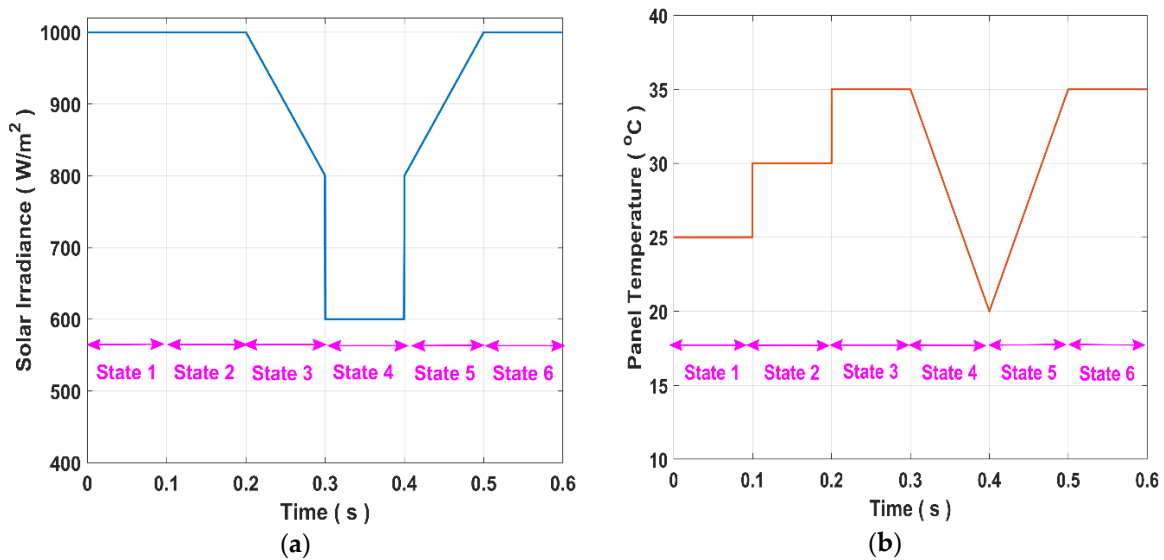 1000
900
800
700
600
500
400
Solar Irradiance ( W/m²)
State 1 State 2 State 3 State 4 State 5 State 6
0 0.1 0.2 0.3 0.4 0.5 0.6
Time ( s )
(a)
40
35
30
25
20
15
10
Panel Temperature ( °C )
State 1 State 2 State 3 State 4 State 5 State 6
0 0.1 0.2 0.3 0.4 0.5 0.6
Time ( s )
(b)